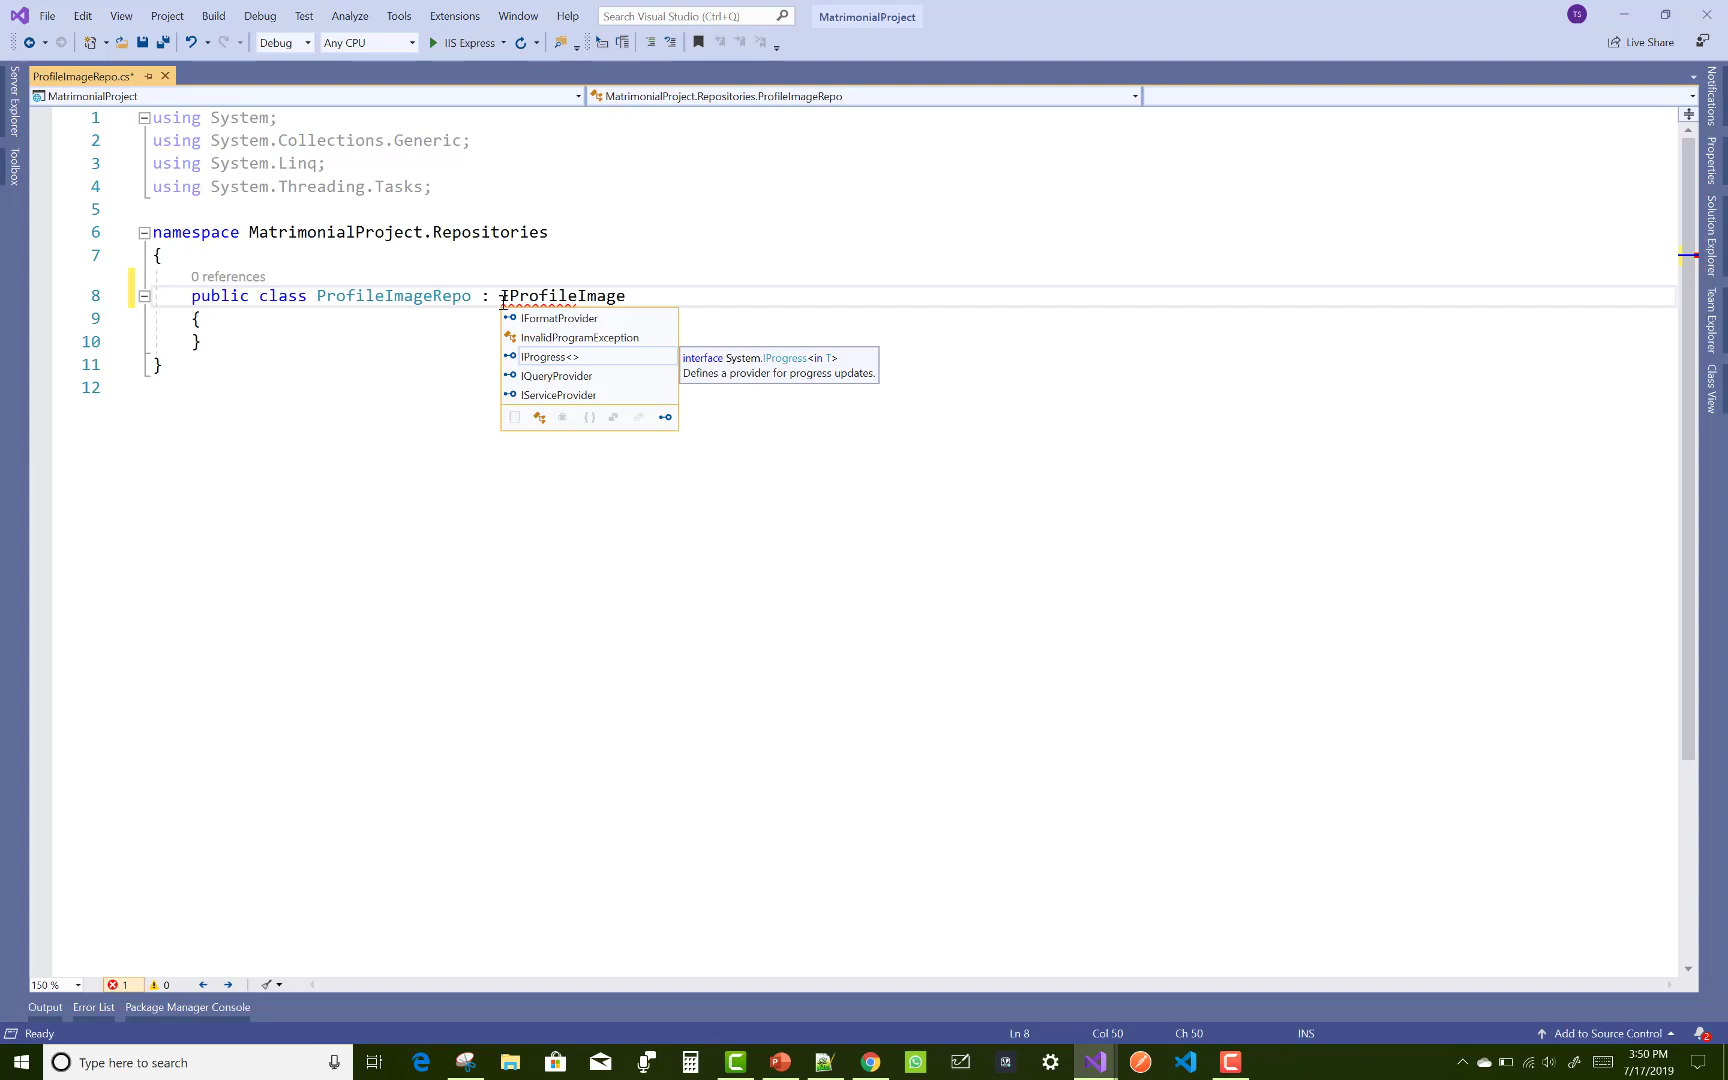 File Edit View Project Build Debug Test Analyze Tools Extensions Window Help Search Visual Studio (Ctrl+Q) MatrimonialProject TS
Debug Any CPU IIS Express Live Share
ProfileImageRepo.cs*
MatrimonialProject MatrimonialProject.Repositories.ProfileImageRepo
Server Explorer
Toolbox
1 using System;
2 using System.Collections.Generic;
3 using System.Linq;
4 using System.Threading.Tasks;
5
6 namespace MatrimonialProject.Repositories
7 {
0 references
8 public class ProfileImageRepo : IProfileImage
9 {
10 }
11 }
12
IFormatProvider
InvalidProgramException
IProgress<>
IQueryProvider
IServiceProvider
interface System.IProgress<in T>
Defines a provider for progress updates.
Notifications
Properties
Solution Explorer
Team Explorer
Class View
150 % 1 0
Output Error List Package Manager Console
Ready Ln 8 Col 50 Ch 50 INS Add to Source Control 2
Type here to search
3:50 PM
7/17/2019